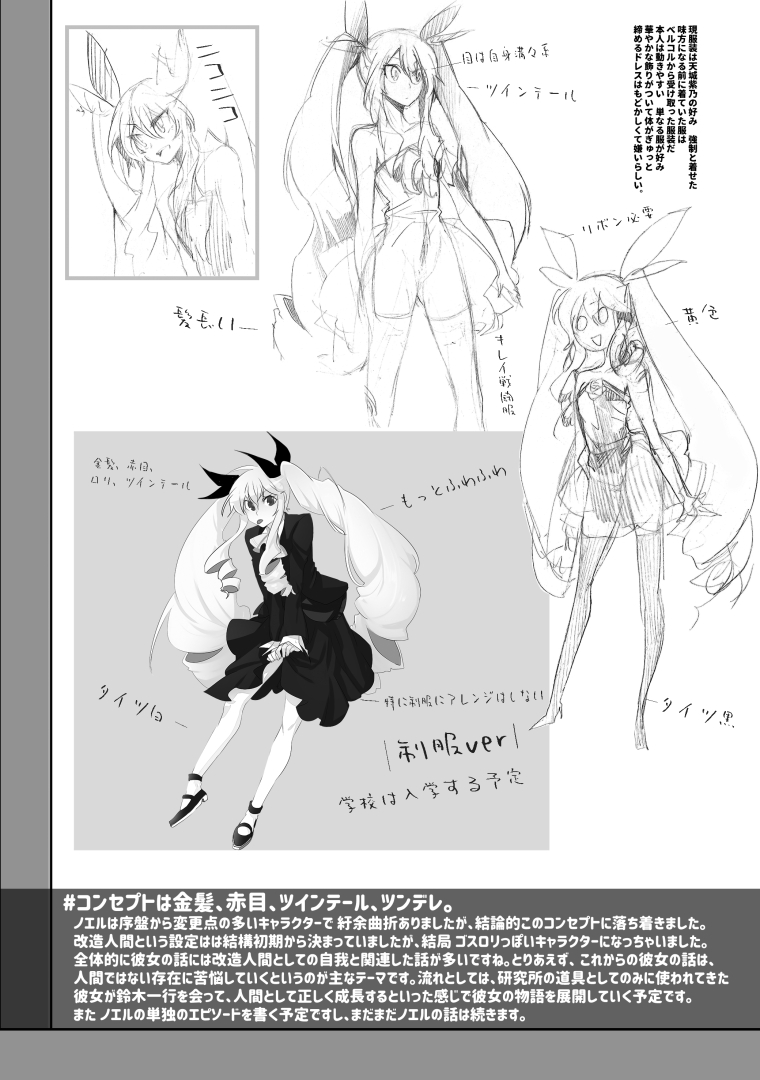 現服装は天城紫乃の好み　強制と着せた
味方になる前に着ていた服は
ベルコルから受け取った服装だ
本人は動きやすい　単なる服が好み
華やかな飾りがついて体がぎゅっと
締めるドレスはもどかしくて嫌いらしい。
ニコニコ
目は自身満々系
ツインテール
リボン必要
髪長い
黄色
キレイ戦闘服
金髪、赤目、
ロリ、ツインテール
もっとふわふわ
タイツ白
特に制服にアレンジはしない
タイツ黒
制服ver
学校は入学する予定
#コンセプトは金髪、赤目、ツインテール、ツンデレ。
ノエルは序盤から変更点の多いキャラクターで 紆余曲折ありましたが、結論的このコンセプトに落ち着きました。
改造人間という設定はは結構初期から決まっていましたが、結局 ゴスロリっぽいキャラクターになっちゃいました。
全体的に彼女の話には改造人間としての自我と関連した話が多いですね。とりあえず、これからの彼女の話は、
人間ではない存在に苦悩していくというのが主なテーマです。流れとしては、研究所の道具としてのみに使われてきた
彼女が鈴木一行を会って、人間として正しく成長するといった感じで彼女の物語を展開していく予定です。
また ノエルの単独のエピソードを書く予定ですし、まだまだノエルの話は続きます。